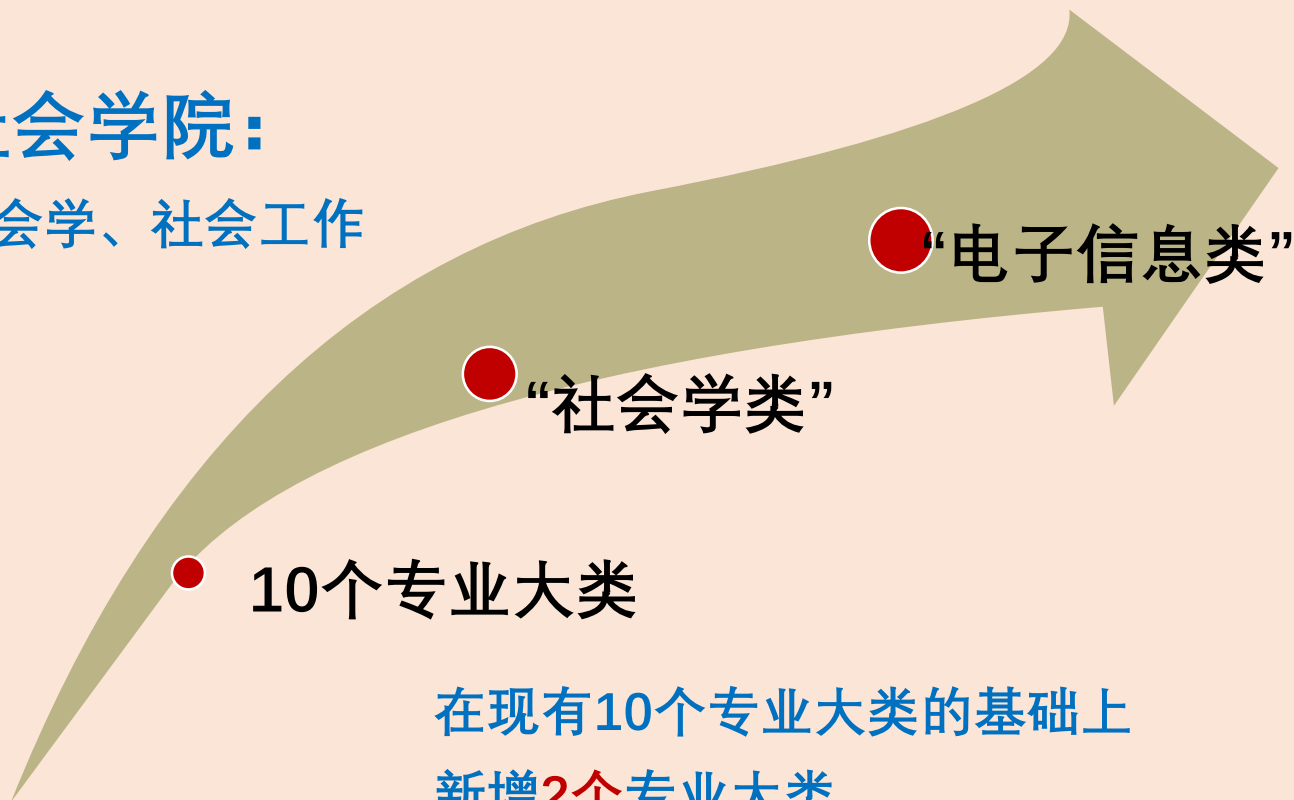 会学院：
会学、社会工作
“电子信息类”
“社会学类”
10个专业大类
在现有10个专业大类的基础上
新增2个专业大类